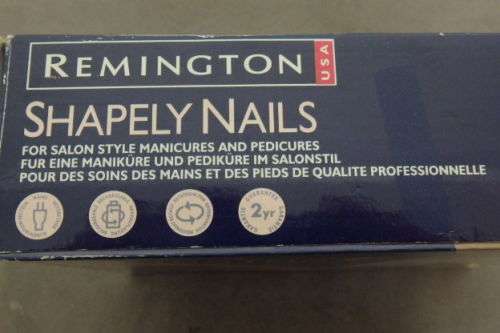 REMINGTON
USA
SHAPELY NAILS
FOR SALON STYLE MANICURES AND PEDICURES
FUR EINE MANIKÜRE UND PEDIKÜRE IM SALONSTIL
POUR DES SOINS DES MAINS ET DES PIEDS DE QUALITE PROFESSIONNELLE
GUARANTEE
2yr